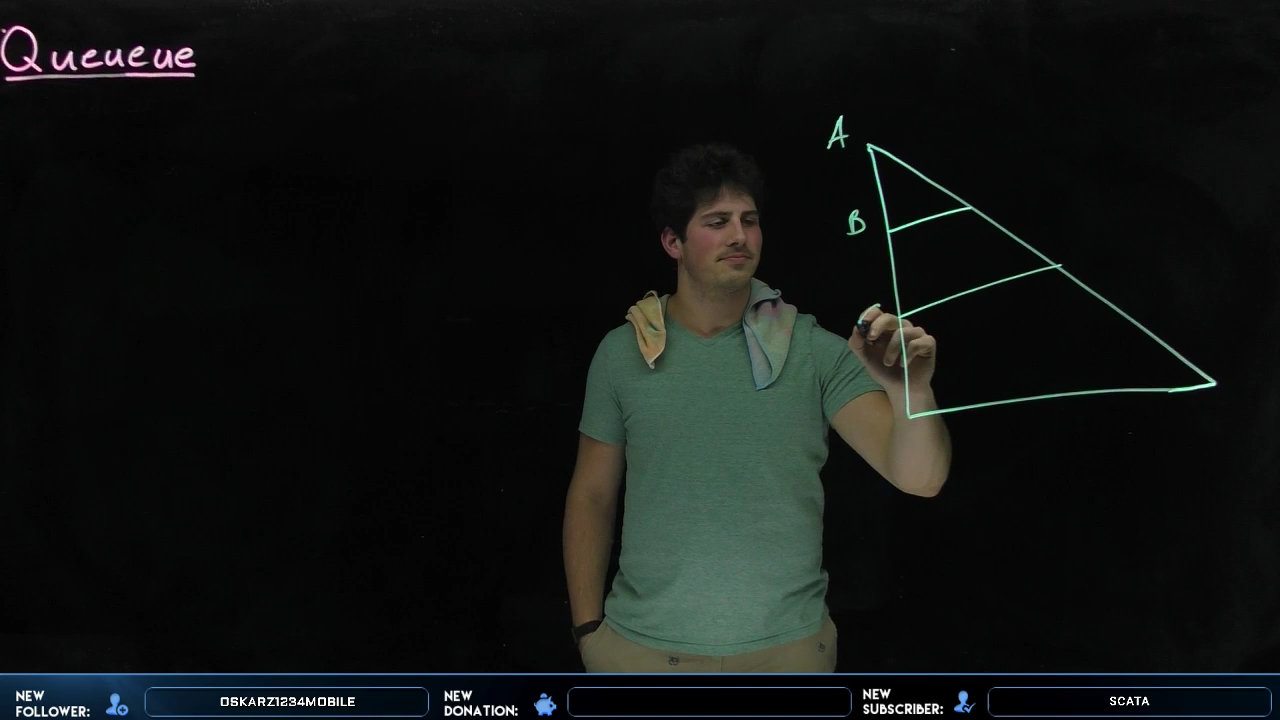 Queueue
A
B
NEW FOLLOWER:
OSKARZ1234MOBILE
NEW DONATION:
NEW SUBSCRIBER:
SCATA